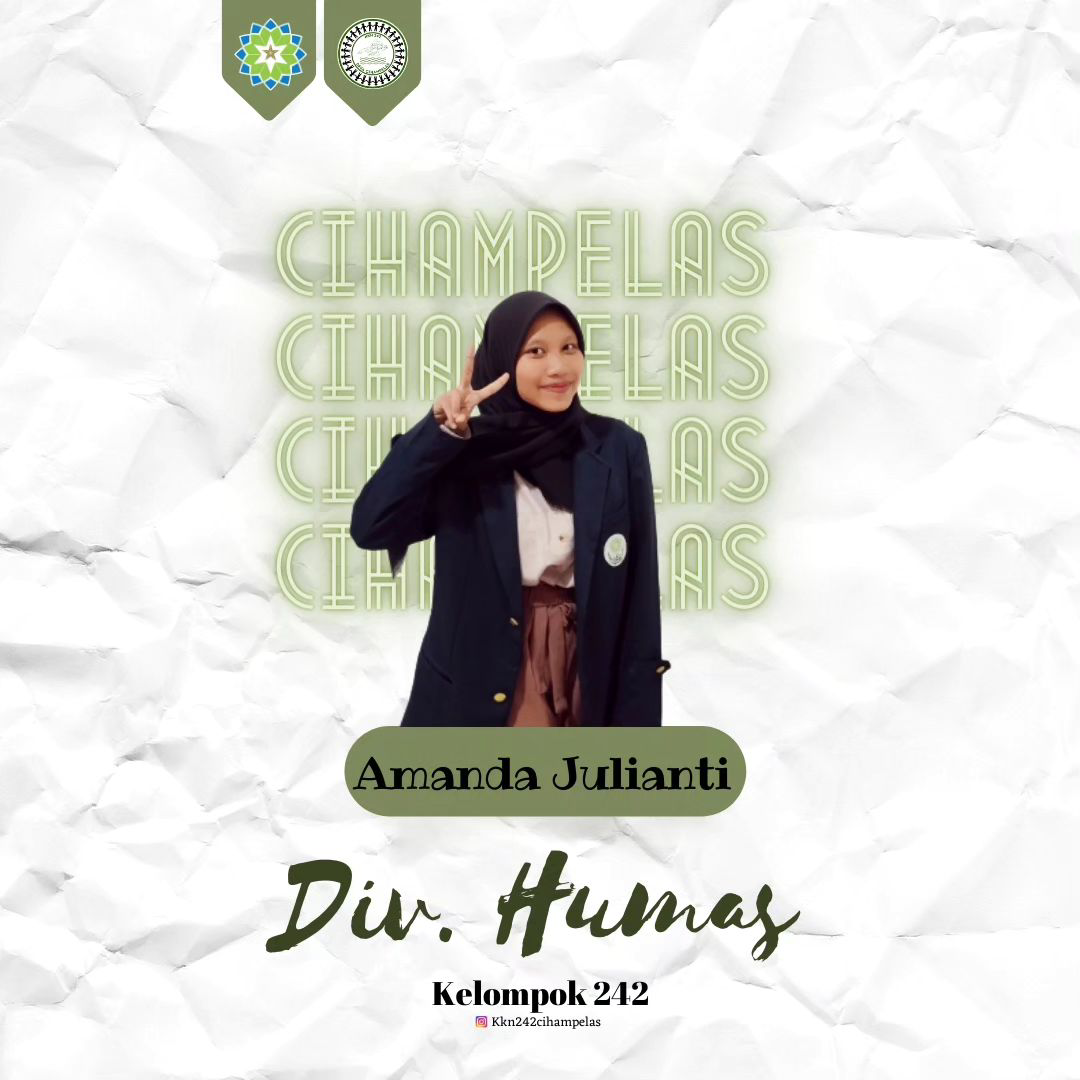 CIHAMPELAS
CIHAMPELAS
CIHAMPELAS
CIHAMPELAS
Amanda Julianti
Div. Humas
Kelompok 242
Kkn242cihampelas